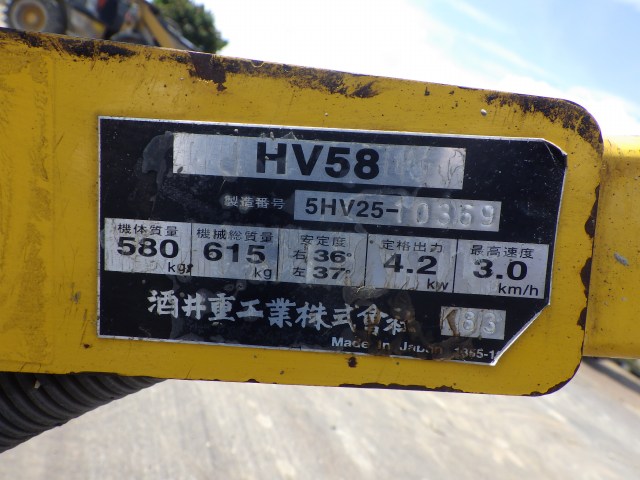 HV58
製造番号 5HV25-10369
機体質量 580 kg
機械総質量 615 kg
安定度 右 36° 左 37°
定格出力 4.2 kw
最高速度 3.0 km/h
酒井重工業株式会社
Made in Japan